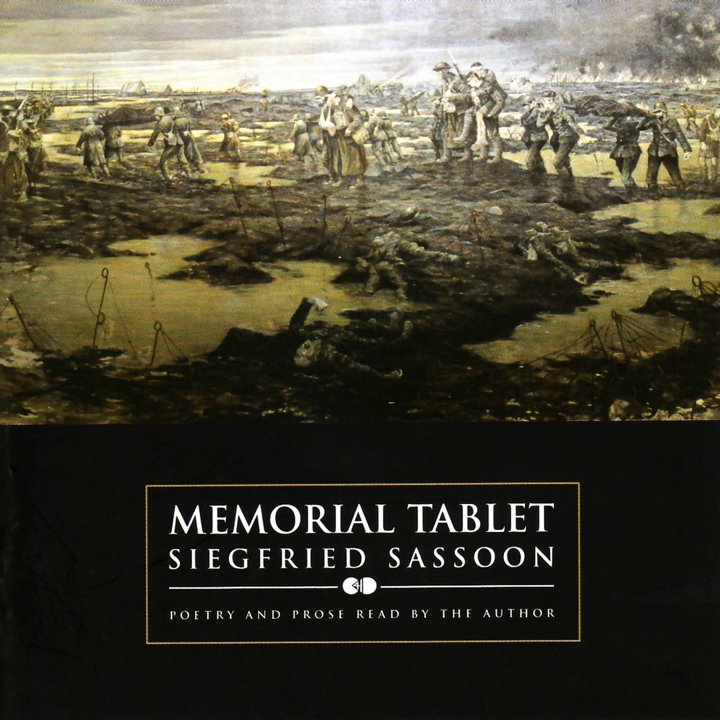 MEMORIAL TABLET
SIEGFRIED SASSOON
POETRY AND PROSE READ BY THE AUTHOR